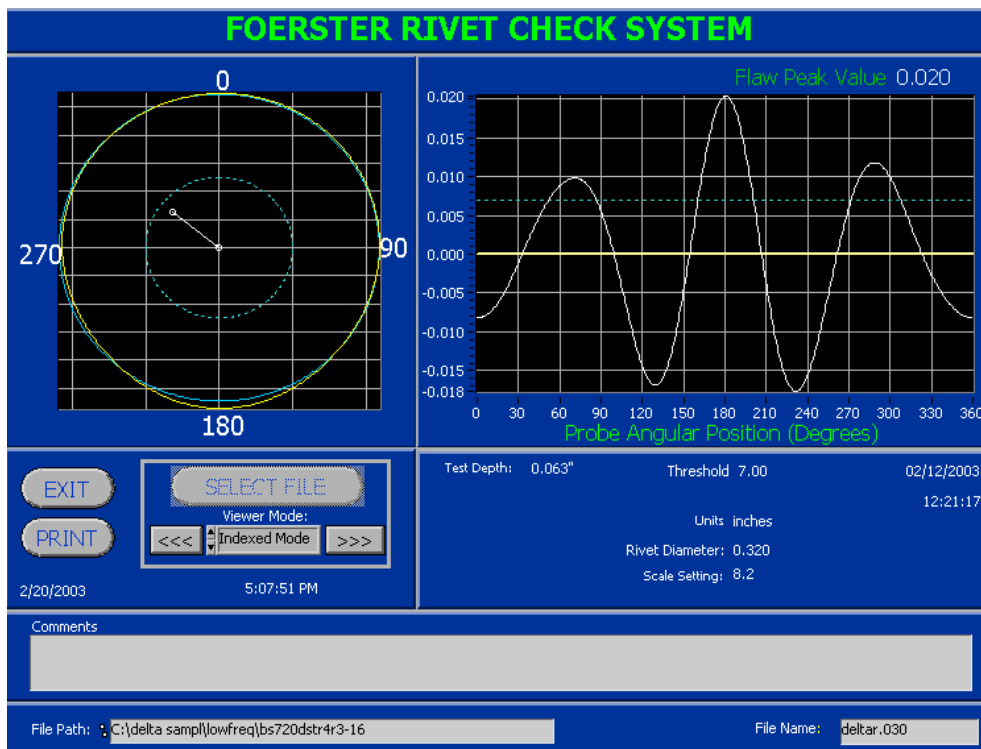 FOERSTER RIVET CHECK SYSTEM
0
270
90
180
Flaw Peak Value 0.020
0.020
0.015
0.010
0.005
0.000
-0.005
-0.010
-0.015
-0.018
0 30 60 90 120 150 180 210 240 270 300 330 360
Probe Angular Position (Degrees)
EXIT
PRINT
SELECT FILE
Viewer Mode:
<<< Indexed Mode >>>
2/20/2003 5:07:51 PM
Test Depth: 0.063" Threshold 7.00 02/12/2003
12:21:17
Units inches
Rivet Diameter: 0.320
Scale Setting: 8.2
Comments
File Path: C:\delta sampl\lowfreq\bs720dstr4r3-16 File Name: deltar.030